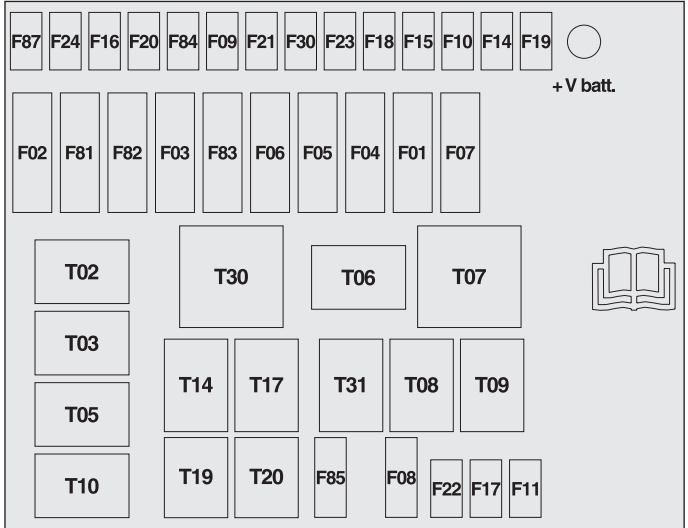 F87 F24 F16 F20 F84 F09 F21 F30 F23 F18 F15 F10 F14 F19
+ V batt.
F02 F81 F82 F03 F83 F06 F05 F04 F01 F07
T02 T30 T06 T07
T03
T14 T17 T31 T08 T09
T05
T10 T19 T20 F85 F08 F22 F17 F11